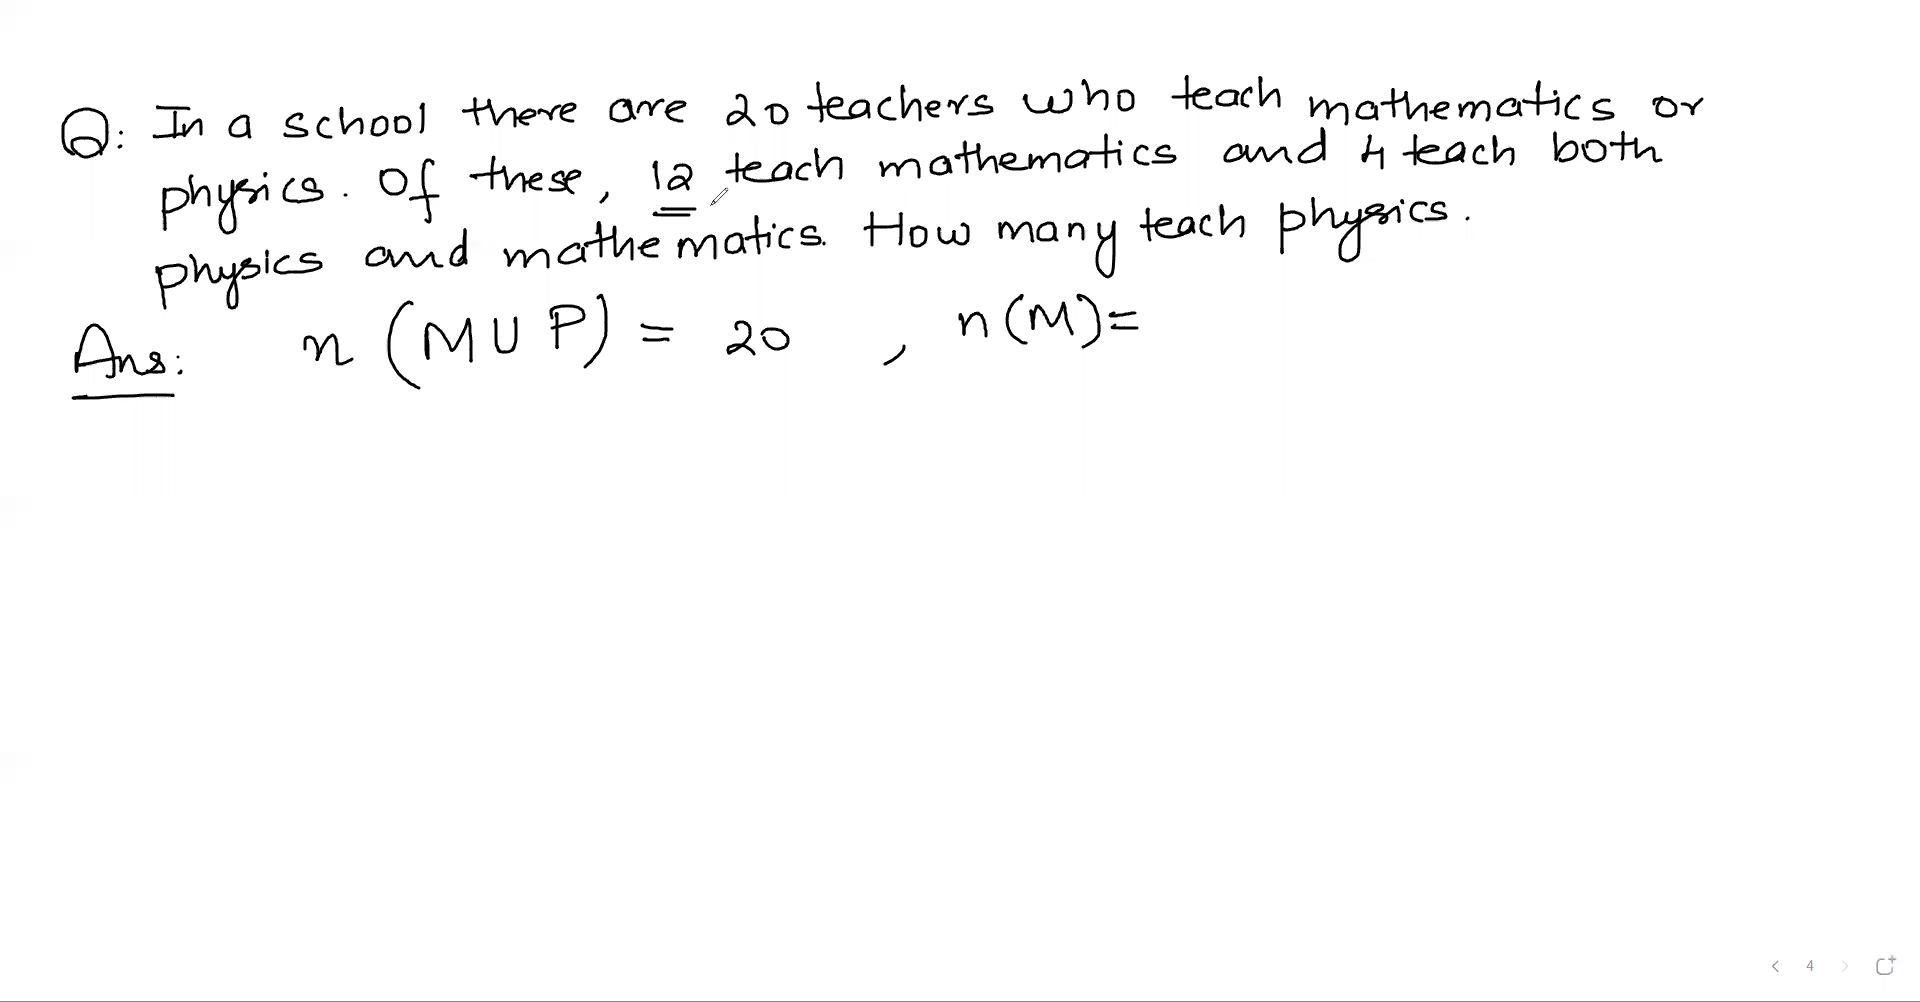 Q: In a school there are 20 teachers who teach mathematics or
physics. Of these, 12 teach mathematics and 4 teach both
physics and mathematics. How many teach physics.
Ans: n (M ∪ P) = 20 , n(M)=
4